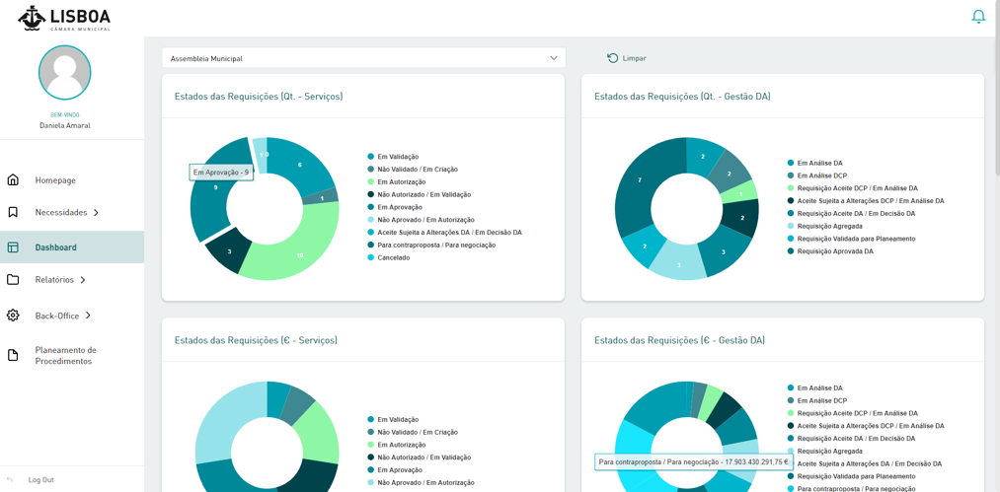 LISBOA
CÂMARA MUNICIPAL
BEM-VINDO
Daniela Amaral
Homepage
Necessidades
Dashboard
Relatórios
Back-Office
Planeamento de
Procedimentos
Log Out
Assembleia Municipal
Limpar
Estados das Requisições (Qt. - Serviços)
6
1
10
3
9
1
Em Aprovação - 9
Em Validação
Não Validado / Em Criação
Em Autorização
Não Autorizado / Em Validação
Em Aprovação
Não Aprovado / Em Autorização
Aceite Sujeita a Alterações DA / Em Decisão DA
Para contraproposta / Para negociação
Cancelado
Estados das Requisições (Qt. - Gestão DA)
2
2
1
2
3
3
2
7
Em Análise DA
Em Análise DCP
Requisição Aceite DCP / Em Análise DA
Aceite Sujeita a Alterações DCP / Em Análise DA
Requisição Aceite DA / Em Decisão DA
Requisição Agregada
Requisição Validada para Planeamento
Requisição Aprovada DA
Estados das Requisições (€ - Serviços)
Em Validação
Não Validado / Em Criação
Em Autorização
Não Autorizado / Em Validação
Em Aprovação
Não Aprovado / Em Autorização
Estados das Requisições (€ - Gestão DA)
Para contraproposta / Para negociação - 17.903.430.291,75 €
Em Análise DA
Em Análise DCP
Requisição Aceite DCP / Em Análise DA
Aceite Sujeita a Alterações DCP / Em Análise DA
Requisição Aceite DA / Em Decisão DA
Requisição Agregada
Aceite Sujeita a Alterações DA / Em Decisão DA
Requisição Validada para Planeamento
Para contraproposta / Para negociação